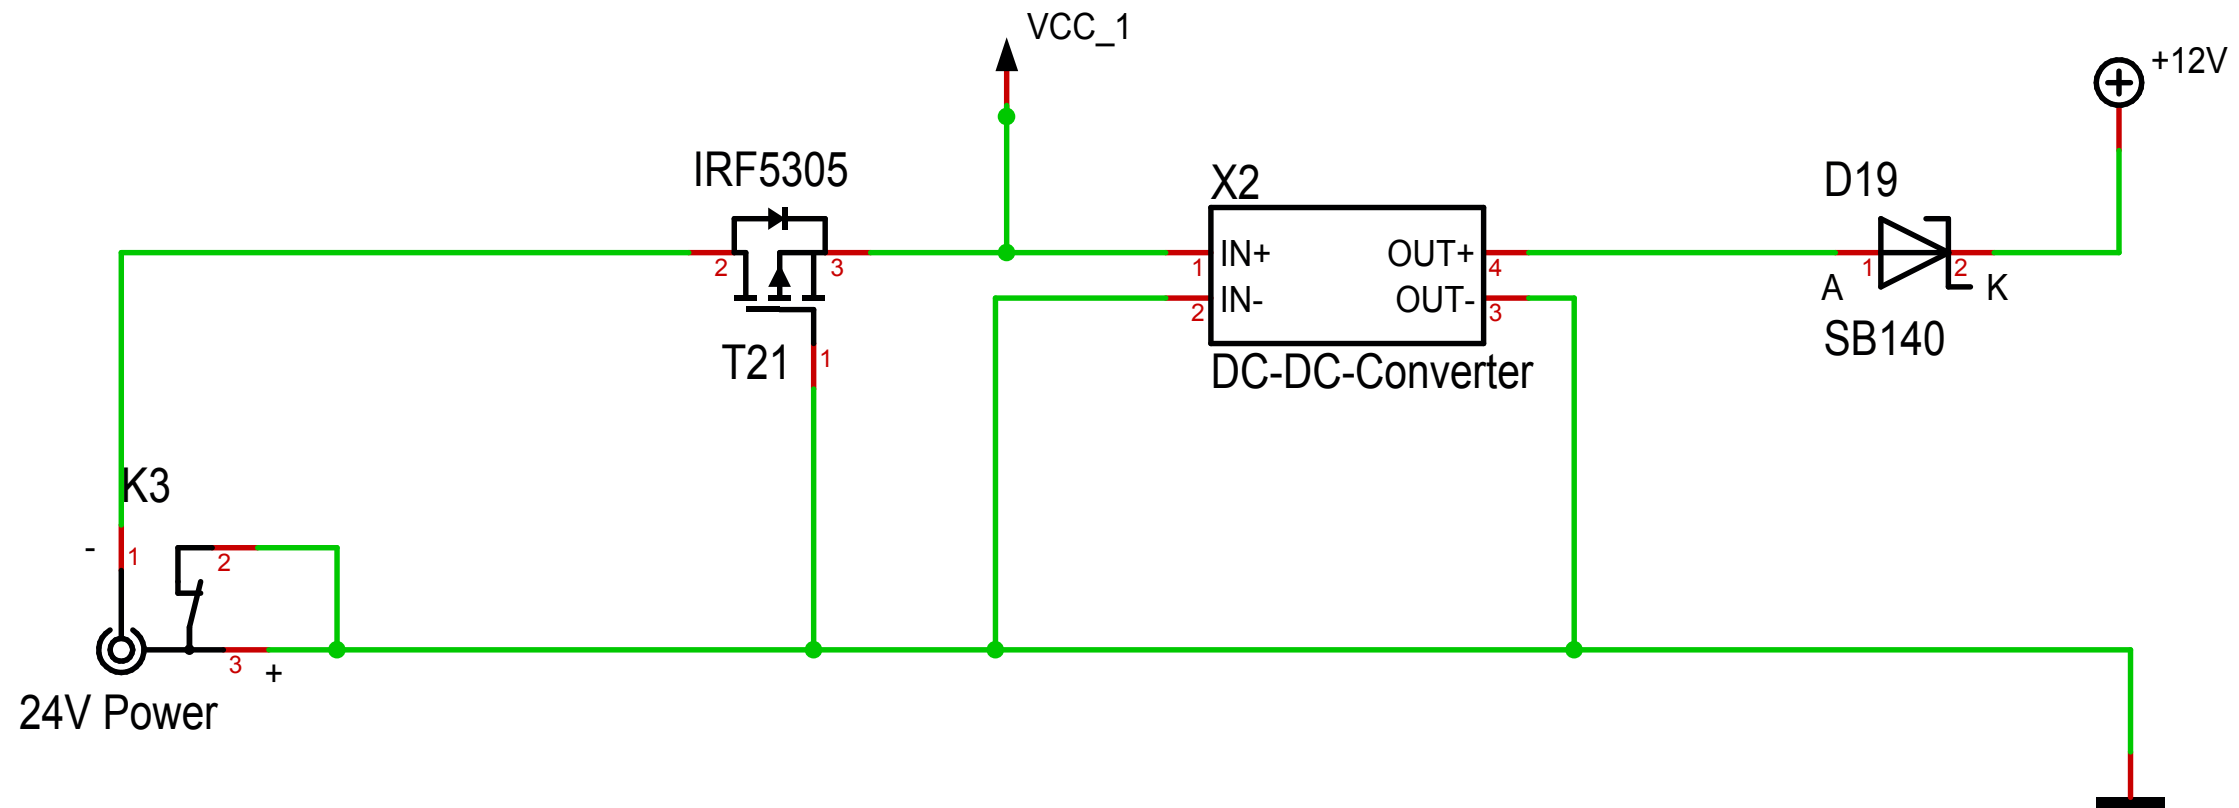 VCC_1
+12V
IRF5305
X2
D19
2
3
1
IN+
OUT+
4
1
2
2
IN-
OUT-
3
A
K
T21
1
DC-DC-Converter
SB140
K3
-
1
2
3
+
24V Power